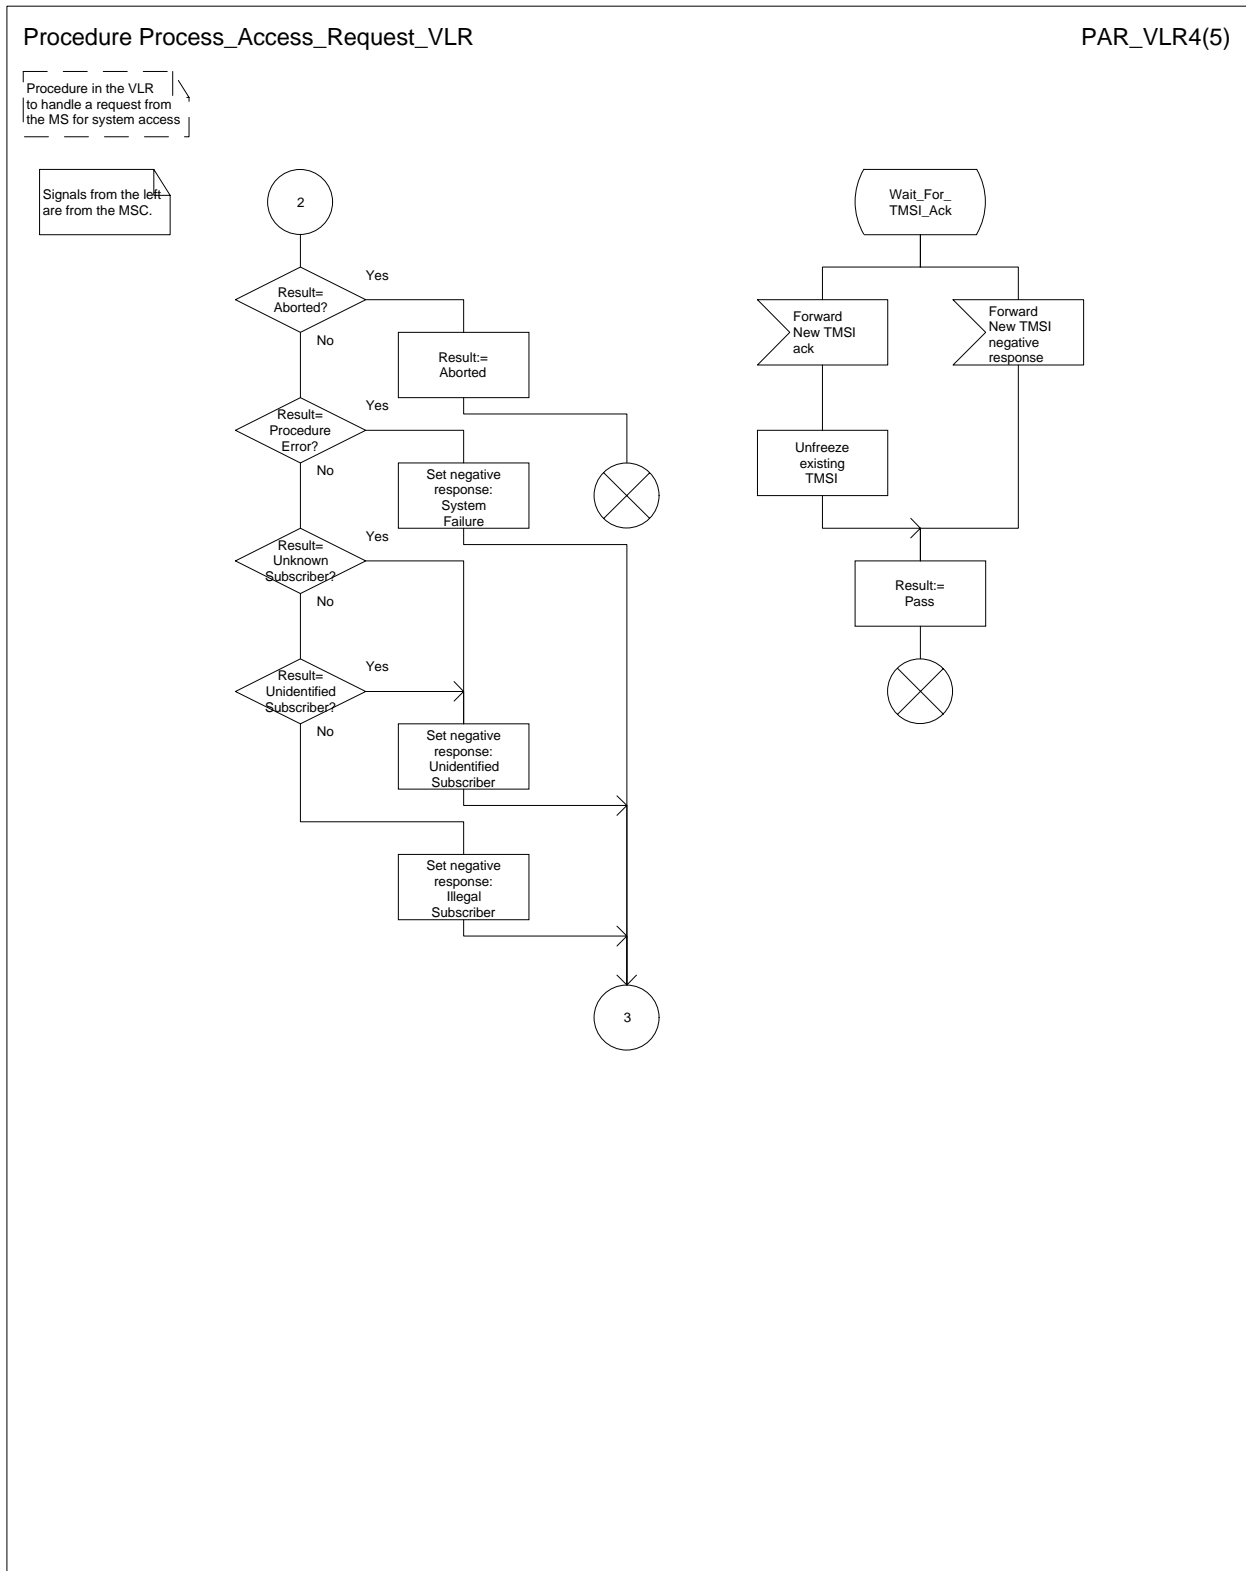 Procedure Process_Access_Request_VLR
PAR_VLR4(5)
Procedure in the VLR
to handle a request from
the MS for system access
Signals from the left
are from the MSC.
2
Result=
Aborted?
Yes
No
Result:=
Aborted
Result=
Procedure
Error?
Yes
No
Set negative
response:
System
Failure
Result=
Unknown
Subscriber?
Yes
No
Result=
Unidentified
Subscriber?
Yes
No
Set negative
response:
Unidentified
Subscriber
Set negative
response:
Illegal
Subscriber
3
Wait_For_
TMSI_Ack
Forward
New TMSI
ack
Forward
New TMSI
negative
response
Unfreeze
existing
TMSI
Result:=
Pass